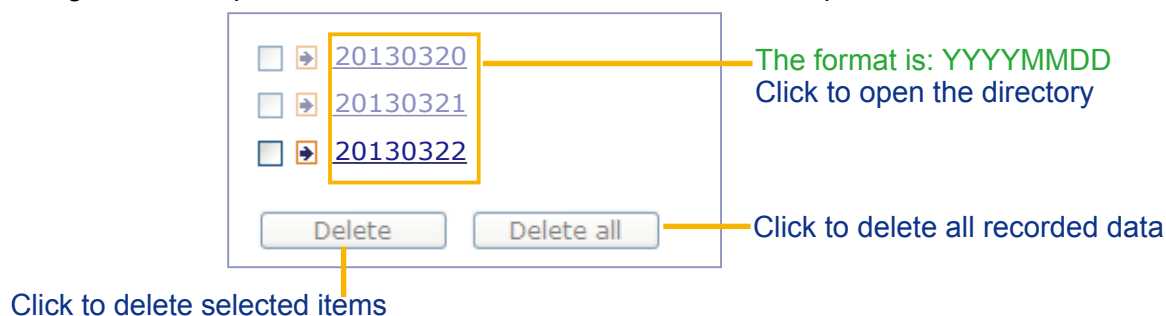 20130320
The format is: YYYYMMDD
Click to open the directory
20130321
20130322
Delete
Delete all
Click to delete all recorded data
Click to delete selected items